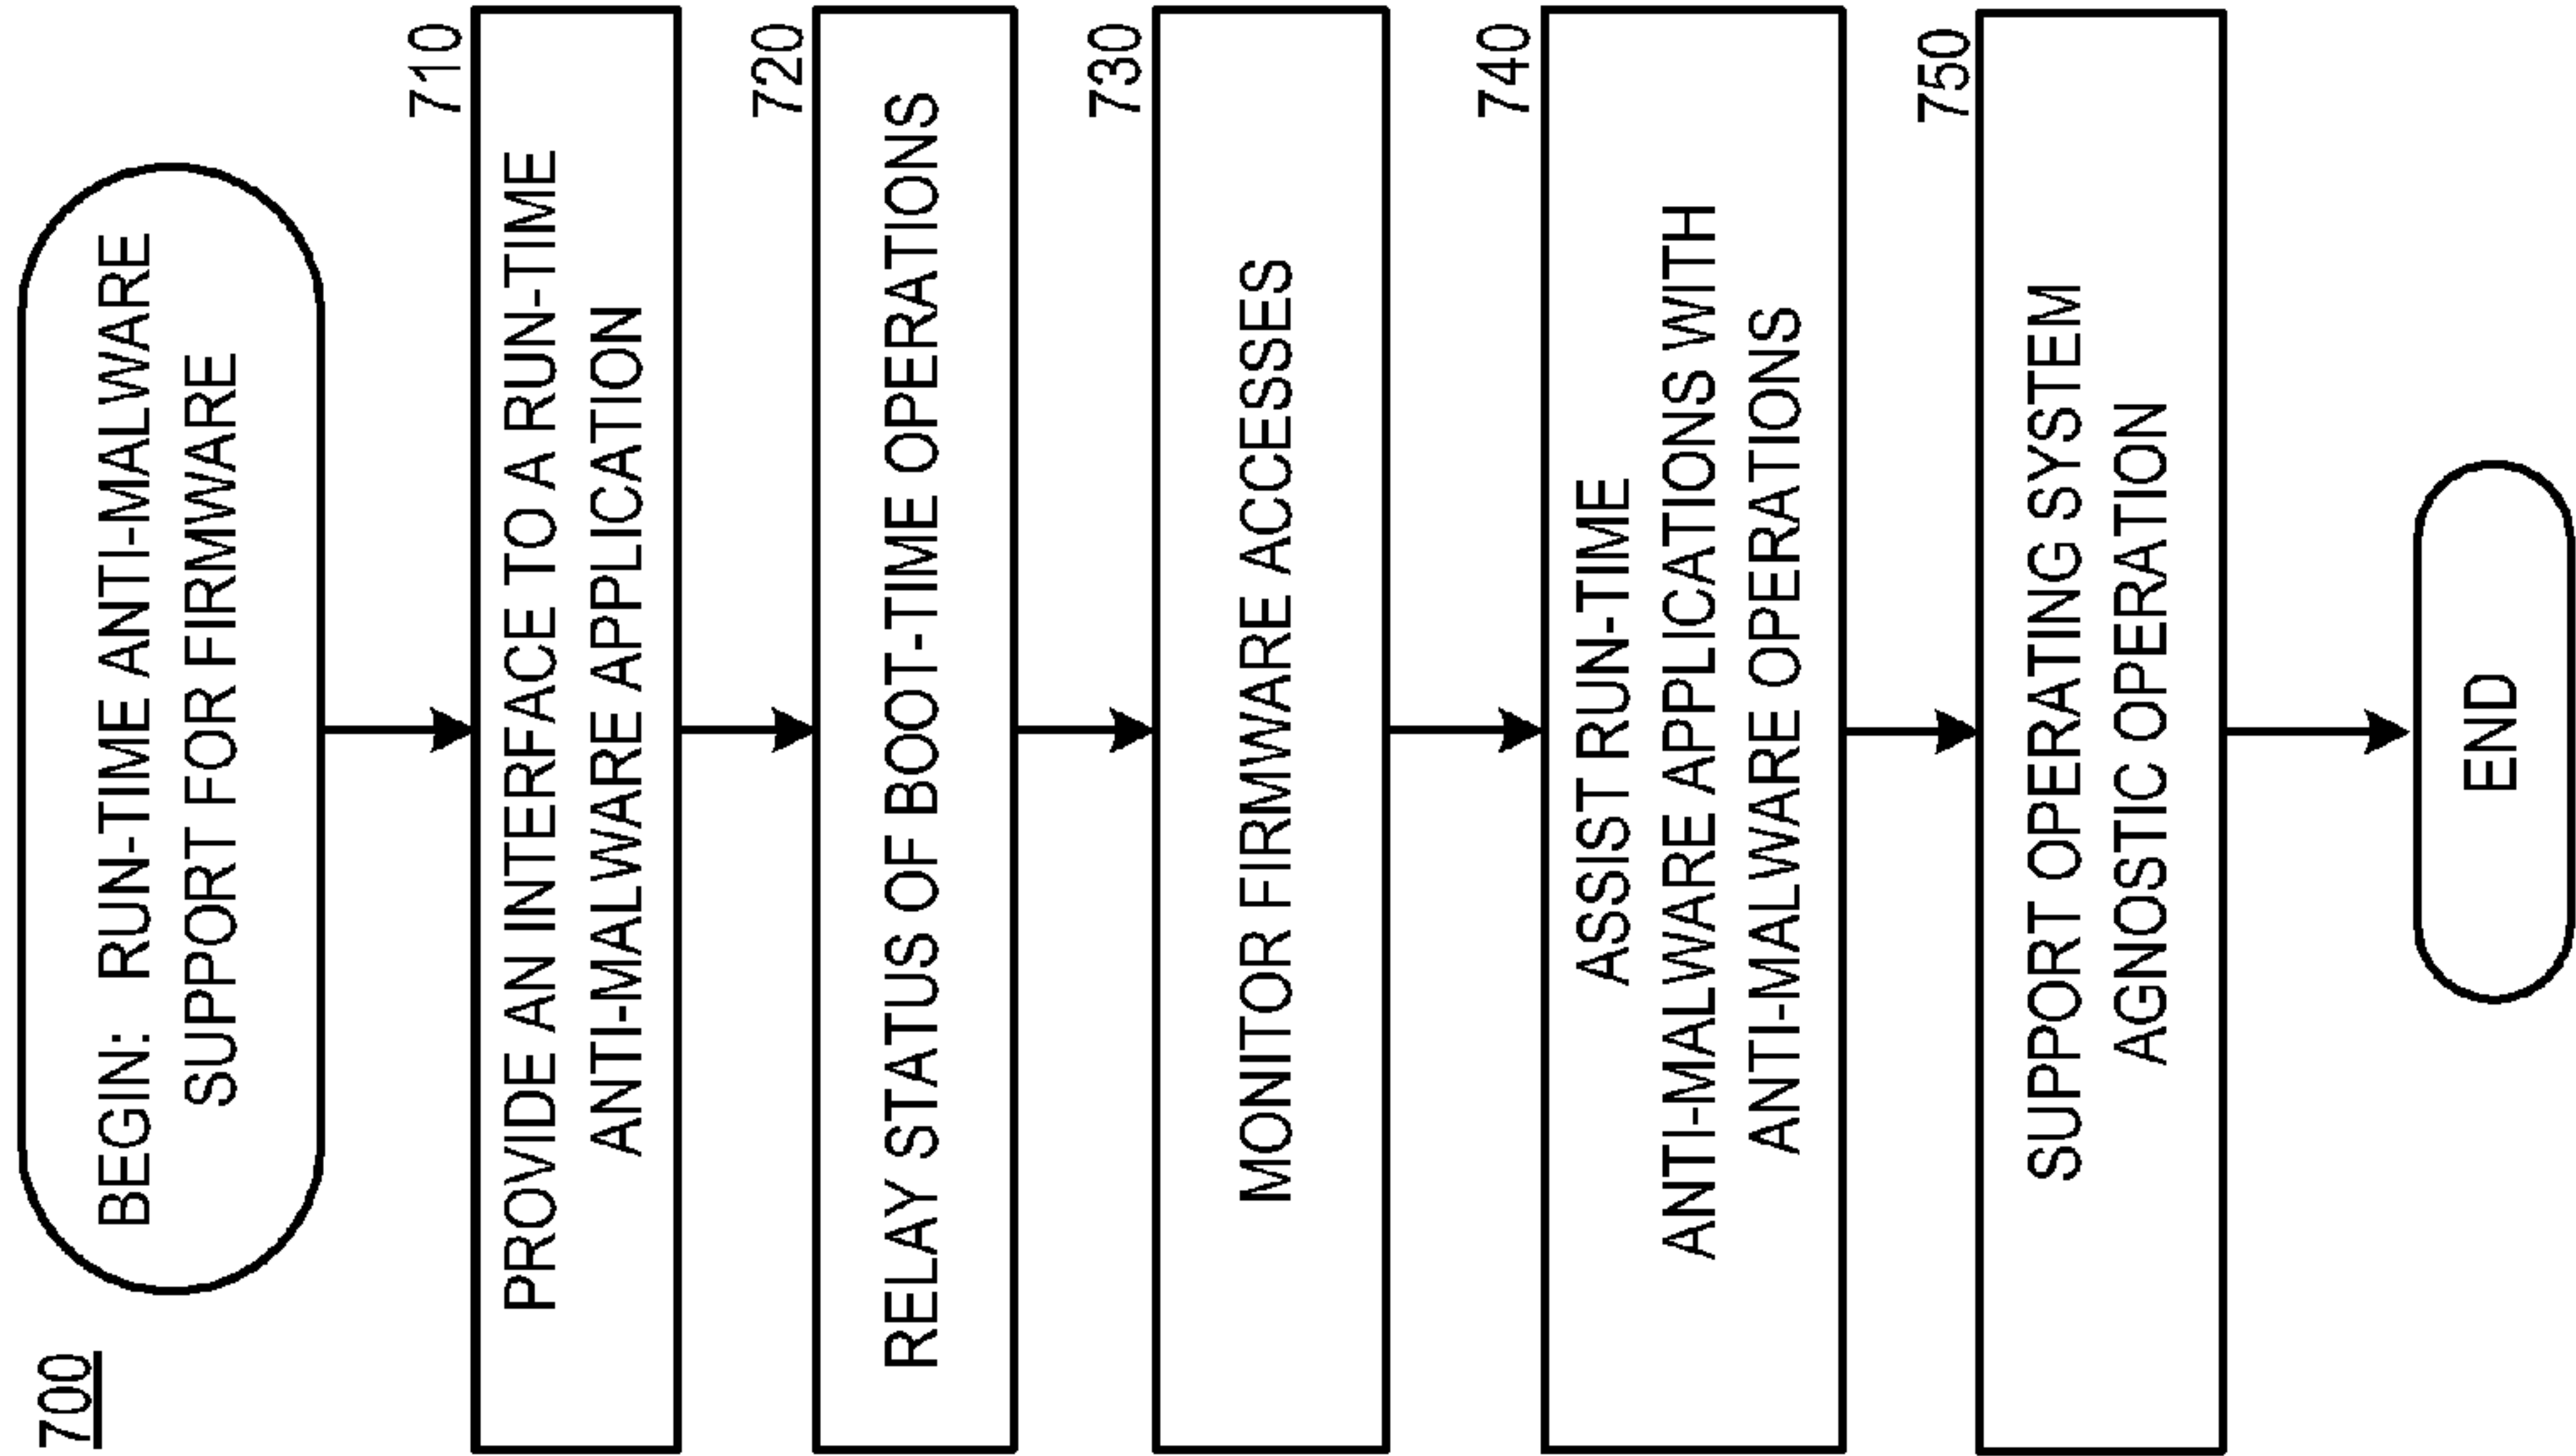 700
BEGIN: RUN-TIME ANTI-MALWARE
SUPPORT FOR FIRMWARE
710
PROVIDE AN INTERFACE TO A RUN-TIME
ANTI-MALWARE APPLICATION
720
RELAY STATUS OF BOOT-TIME OPERATIONS
730
MONITOR FIRMWARE ACCESSES
740
ASSIST RUN-TIME
ANTI-MALWARE APPLICATIONS WITH
ANTI-MALWARE OPERATIONS
750
SUPPORT OPERATING SYSTEM
AGNOSTIC OPERATION
END